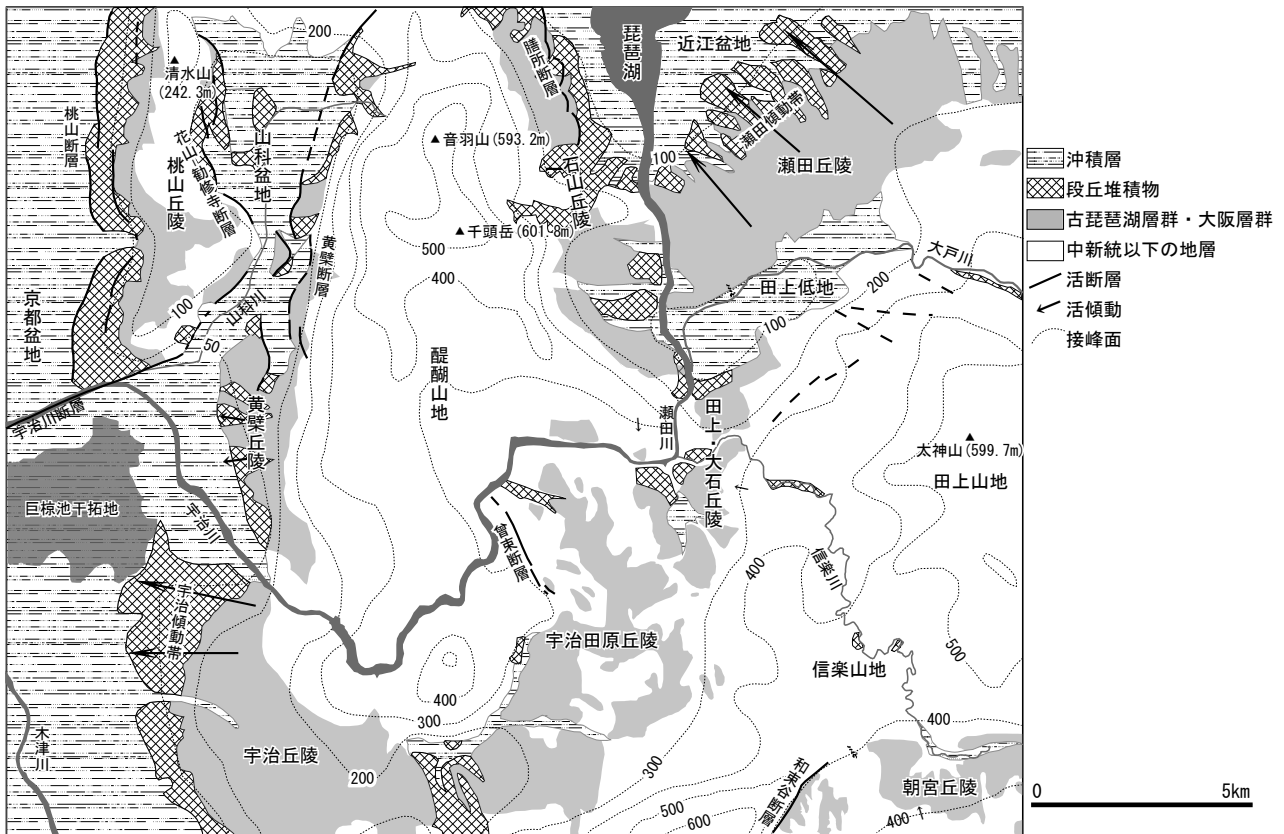 200
▲
清水山
(242.3m)
桃山断層
花山・勧修寺断層
桃山丘陵
山科盆地
膳所断層
琵琶湖
近江盆地
瀬田傾動帯
瀬田丘陵
▲音羽山(593.2m)
石山丘陵
100
▲千頭岳(601.8m)
500
400
黄檗断層
京都盆地
100
山科川
50
大戸川
田上低地
200
100
醍醐山地
宇治川断層
黄檗丘陵
瀬田川
田上・大石丘陵
▲
太神山(599.7m)
田上山地
巨椋池干拓地
宇治川
曾束断層
400
信楽川
宇治傾動帯
宇治田原丘陵
500
信楽山地
400
300
400
木津川
宇治丘陵
200
300
和束谷断層
朝宮丘陵
500
600
400
沖積層
段丘堆積物
古琵琶湖層群・大阪層群
中新統以下の地層
活断層
活傾動
接峰面
0 5km